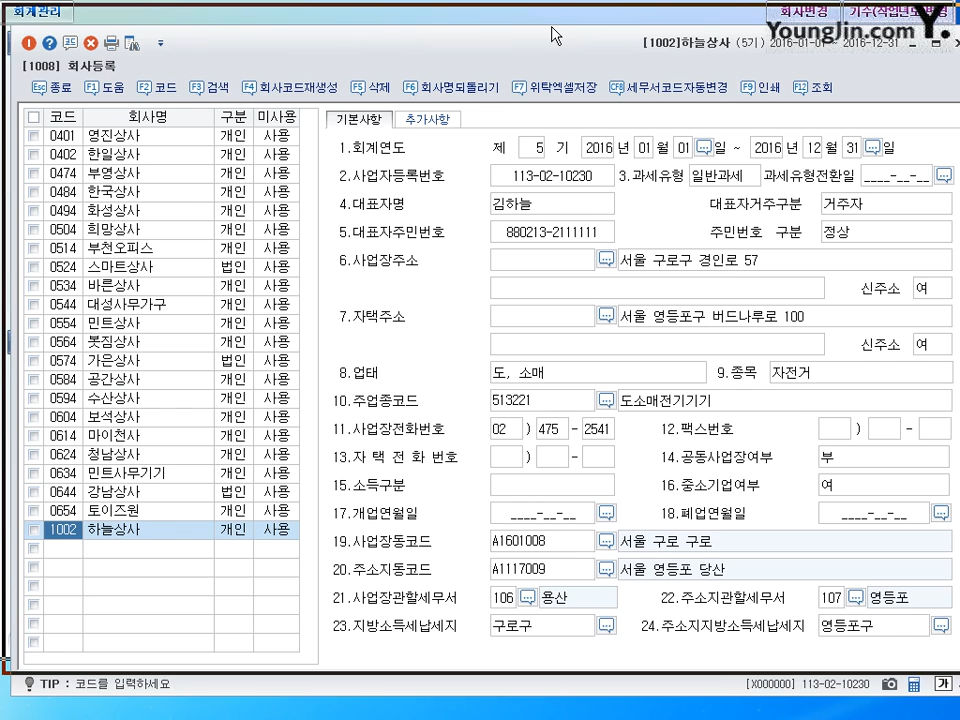 회계관리
회사변경
YoungJin.com Y.
[1002]하늘상사 (5기) 2016-01-01 ~ 2016-12-31
[1008] 회사등록
Esc 종료 F1 도움 F2 코드 F3 검색 F4 회사코드재생성 F5 삭제 F6 회사명되돌리기 F7 위탁엑셀저장 CF8 세무서코드자동변경 F9 인쇄 F12 조회
코드 회사명 구분 미사용
0401 영진상사 개인 사용
0402 한일상사 개인 사용
0474 부영상사 개인 사용
0484 한국상사 개인 사용
0494 화성상사 개인 사용
0504 희망상사 개인 사용
0514 부천오피스 개인 사용
0524 스마트상사 법인 사용
0534 바른상사 개인 사용
0544 대성사무가구 개인 사용
0554 민트상사 개인 사용
0564 봇짐상사 개인 사용
0574 가은상사 법인 사용
0584 공간상사 개인 사용
0594 수산상사 개인 사용
0604 보석상사 개인 사용
0614 마이천사 개인 사용
0624 청남상사 개인 사용
0634 민트사무기기 개인 사용
0644 강남상사 법인 사용
0654 토이즈원 개인 사용
1002 하늘상사 개인 사용
기본사항 추가사항
1.회계연도 제 5 기 2016 년 01 월 01 일 ~ 2016 년 12 월 31 일
2.사업자등록번호 113-02-10230 3.과세유형 일반과세 과세유형전환일 ____-__-__
4.대표자명 김하늘 대표자거주구분 거주자
5.대표자주민번호 880213-2111111 주민번호 구분 정상
6.사업장주소 서울 구로구 경인로 57
신주소 여
7.자택주소 서울 영등포구 버드나루로 100
신주소 여
8.업태 도, 소매 9.종목 자전거
10.주업종코드 513221 도소매전기기기
11.사업장전화번호 02 ) 475 - 2541 12.팩스번호 ) -
13.자 택 전 화 번 호 ) - 14.공동사업장여부 부
15.소득구분 16.중소기업여부 여
17.개업연월일 ____-__-__ 18.폐업연월일 ____-__-__
19.사업장동코드 A1601008 서울 구로 구로
20.주소지동코드 A1117009 서울 영등포 당산
21.사업장관할세무서 106 용산 22.주소지관할세무서 107 영등포
23.지방소득세납세지 구로구 24.주소지지방소득세납세지 영등포구
TIP : 코드를 입력하세요 [X000000] 113-02-10230 가